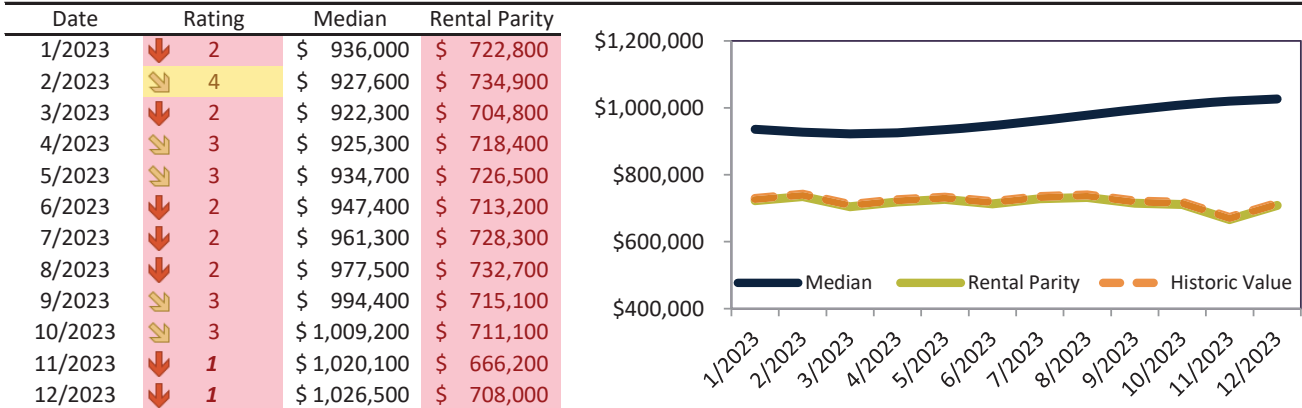 Date Rating Median Rental Parity
1/2023 2 $ 936,000 $ 722,800
2/2023 4 $ 927,600 $ 734,900
3/2023 2 $ 922,300 $ 704,800
4/2023 3 $ 925,300 $ 718,400
5/2023 3 $ 934,700 $ 726,500
6/2023 2 $ 947,400 $ 713,200
7/2023 2 $ 961,300 $ 728,300
8/2023 2 $ 977,500 $ 732,700
9/2023 3 $ 994,400 $ 715,100
10/2023 3 $ 1,009,200 $ 711,100
11/2023 1 $ 1,020,100 $ 666,200
12/2023 1 $ 1,026,500 $ 708,000
$1,200,000
$1,000,000
$800,000
$600,000
$400,000
Median Rental Parity Historic Value
1/2023 2/2023 3/2023 4/2023 5/2023 6/2023 7/2023 8/2023 9/2023 10/2023 11/2023 12/2023